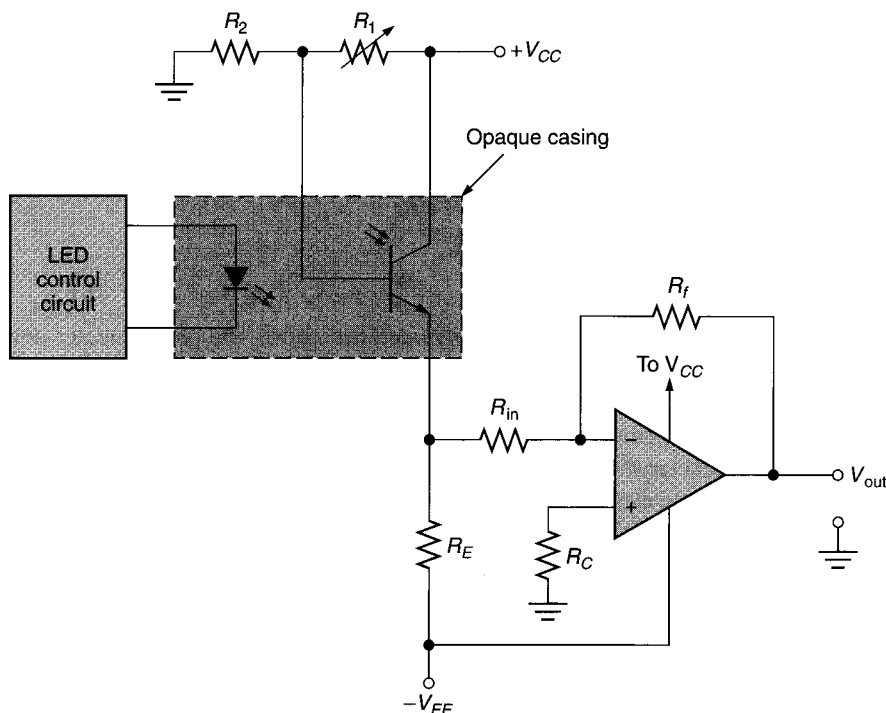 R2
R1
+VCC
Opaque casing
LED
control
circuit
Rf
To VCC
Rin
−
+
Vout
RE
RC
−VEE